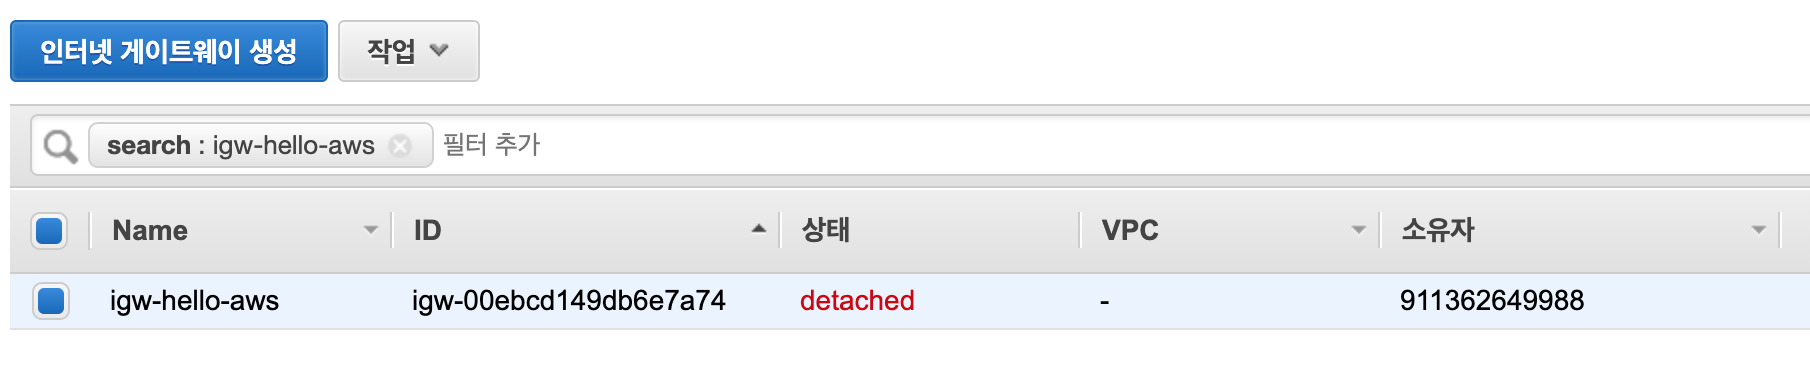 인터넷 게이트웨이 생성 작업
search : igw-hello-aws 필터 추가
Name ID 상태 VPC 소유자
igw-hello-aws igw-00ebcd149db6e7a74 detached - 911362649988